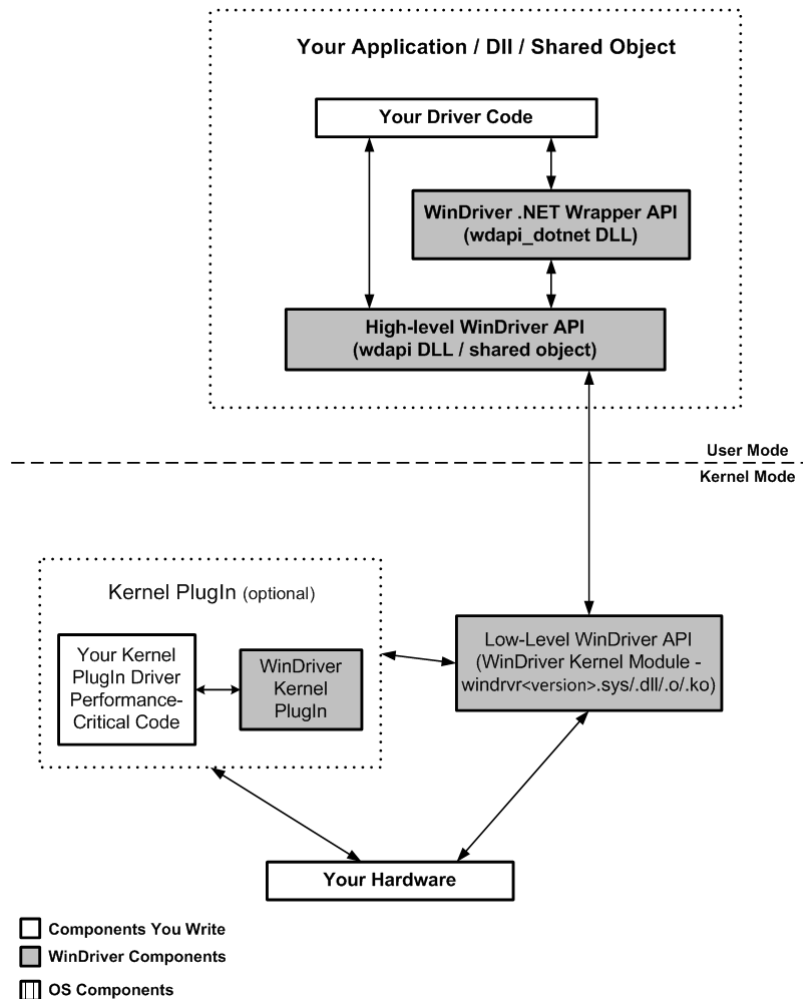 Your Application / Dll / Shared Object
Your Driver Code
WinDriver .NET Wrapper API
(wdapi_dotnet DLL)
High-level WinDriver API
(wdapi DLL / shared object)
User Mode
Kernel Mode
Kernel PlugIn (optional)
Your Kernel
PlugIn Driver
Performance-
Critical Code
WinDriver
Kernel
PlugIn
Low-Level WinDriver API
(WinDriver Kernel Module -
windrvr<version>.sys/.dll/.o/.ko)
Your Hardware
Components You Write
WinDriver Components
OS Components